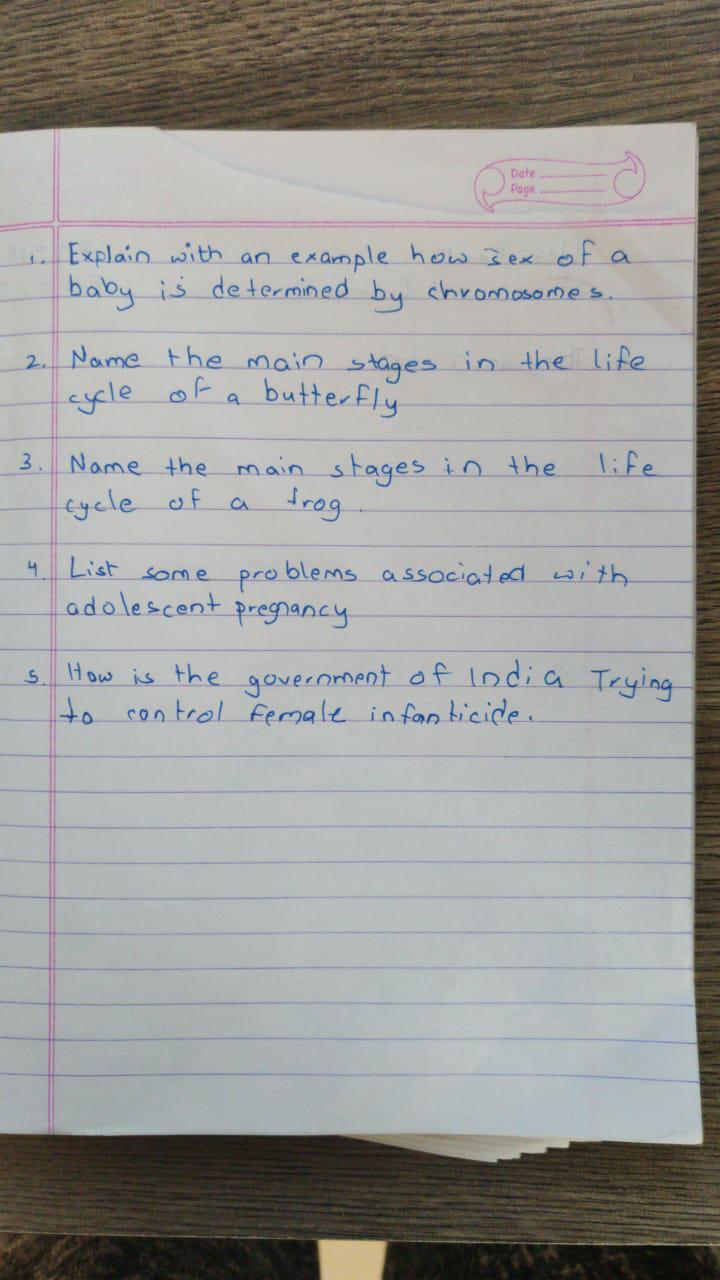 Date
Page
1. Explain with an example how sex of a
baby is determined by chromosomes.
2. Name the main stages in the life
cycle of a butterfly
3. Name the main stages in the life
cycle of a frog.
4. List some problems associated with
adolescent pregnancy
5. How is the government of India Trying
to control female infanticide.